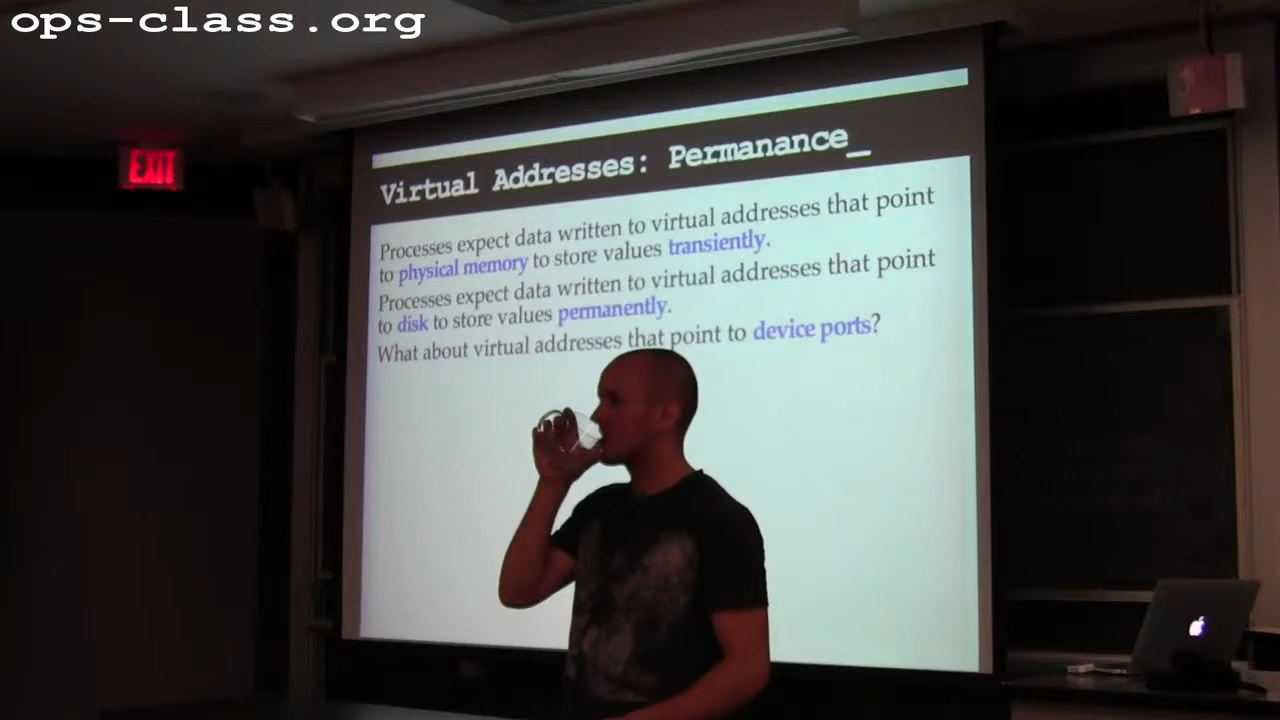 ops-class.org
EXIT
Virtual Addresses: Permanance_
Processes expect data written to virtual addresses that point
to physical memory to store values transiently.
Processes expect data written to virtual addresses that point
to disk to store values permanently.
What about virtual addresses that point to device ports?